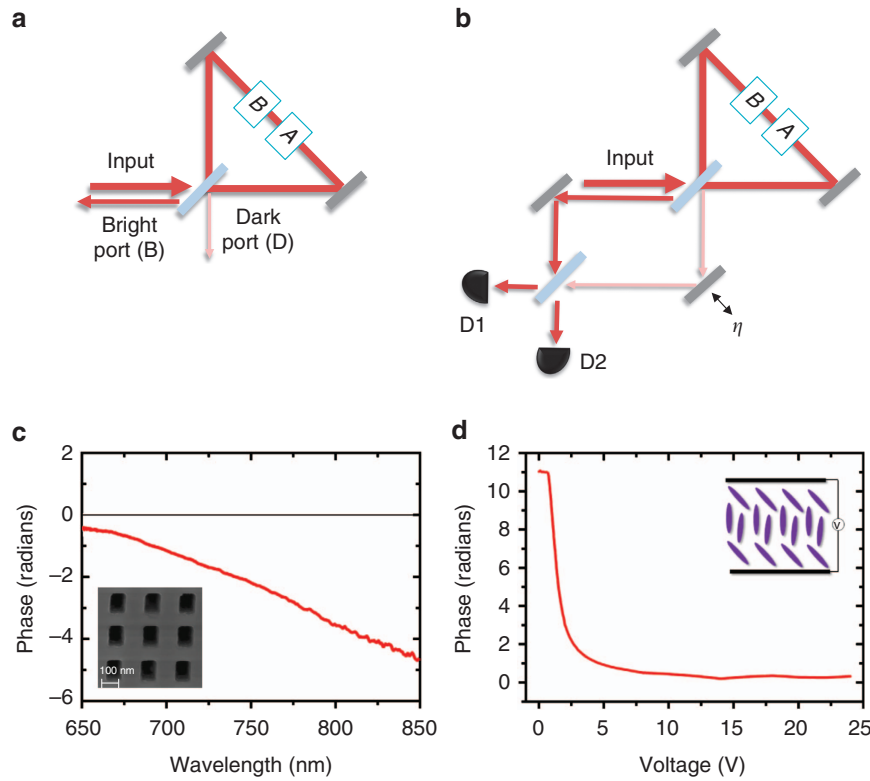 a
B
A
Input
Bright
port (B)
Dark
port (D)
b
B
A
Input
D1
D2
η
c
2
0
−2
−4
−6
Phase (radians)
100 nm
650
700
750
800
850
Wavelength (nm)
d
12
11
10
8
6
4
2
0
Phase (radians)
V
0
5
10
15
20
25
Voltage (V)